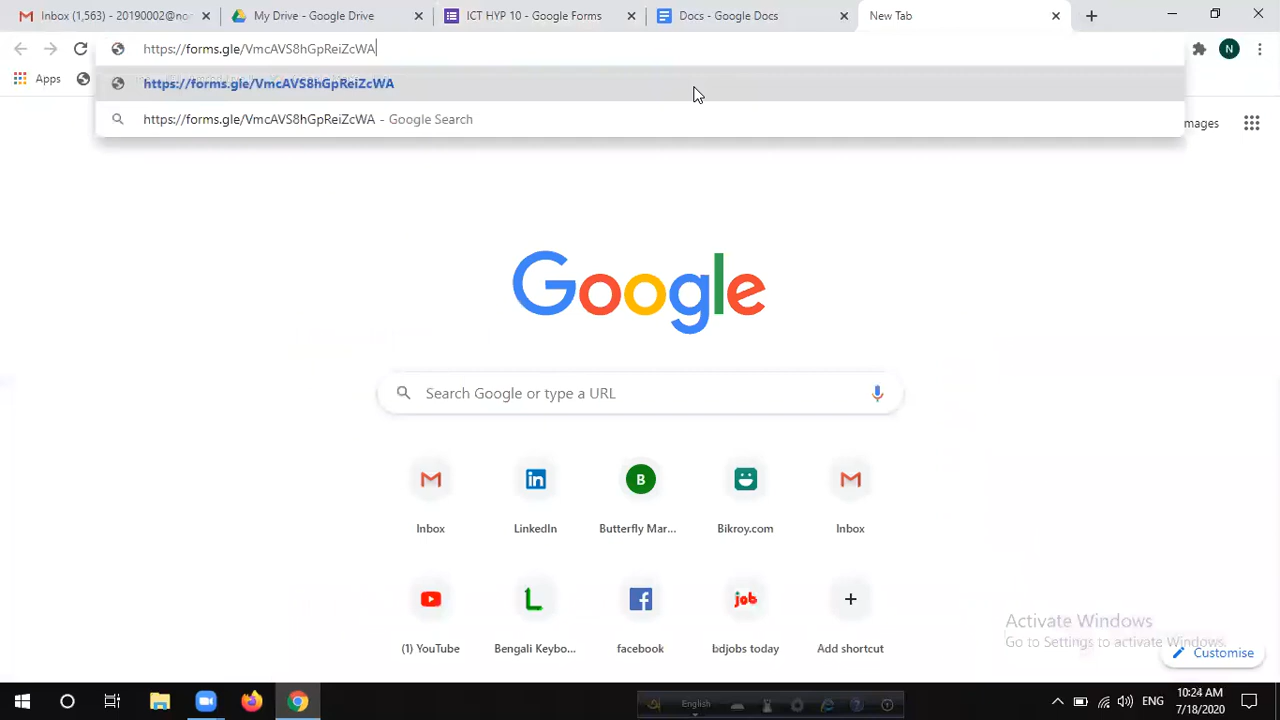 Inbox (1,563) - 20190002@n
My Drive - Google Drive
ICT HYP 10 - Google Forms
Docs - Google Docs
New Tab
https://forms.gle/VmcAVS8hGpReiZcWA
N
Apps
https://forms.gle/VmcAVS8hGpReiZcWA
https://forms.gle/VmcAVS8hGpReiZcWA - Google Search
mages
Google
Search Google or type a URL
B
Inbox
LinkedIn
Butterfly Mar...
Bikroy.com
Inbox
job
(1) YouTube
Bengali Keybo...
facebook
bdjobs today
Add shortcut
Activate Windows
Go to Settings to activate Windows.
Customise
English
ENG
10:24 AM
7/18/2020